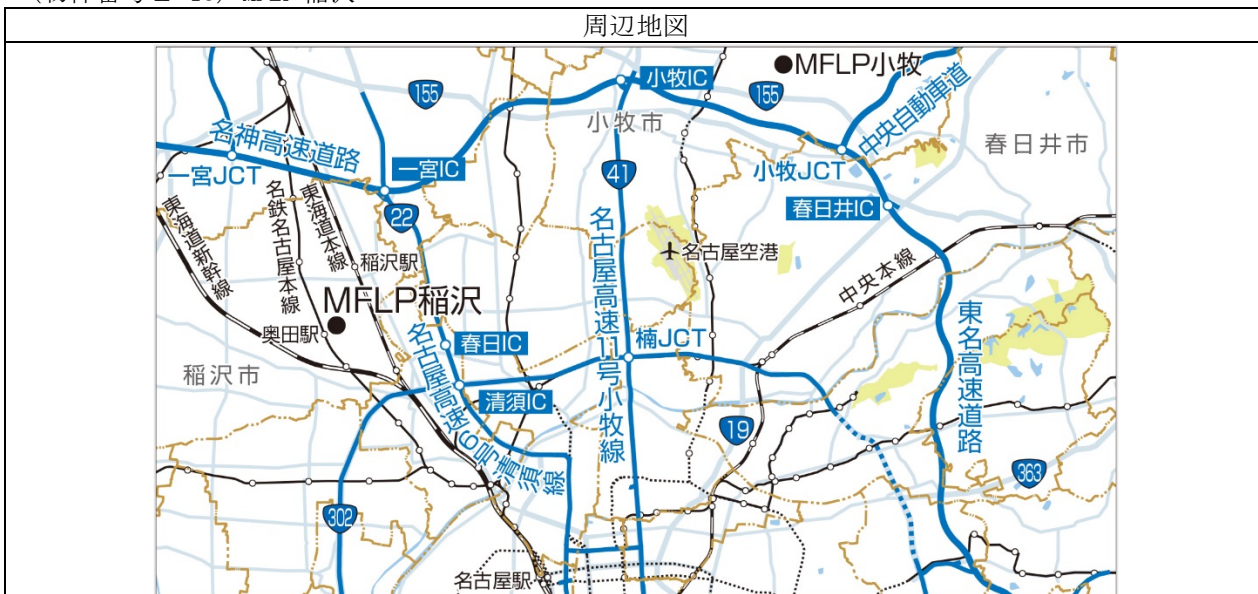 周辺地図
155
小牧IC
●MFLP小牧
155
中央自動車道
小牧市
春日井市
名神高速道路
一宮JCT
一宮IC
41
小牧JCT
春日井IC
22
東海道新幹線
名鉄名古屋本線
東海道本線
稲沢駅
名古屋高速11号小牧線
名古屋空港
中央本線
MFLP稲沢
奥田駅
名古屋高速6号清須線
春日IC
楠JCT
東名高速道路
稲沢市
清須IC
19
363
302
名古屋駅